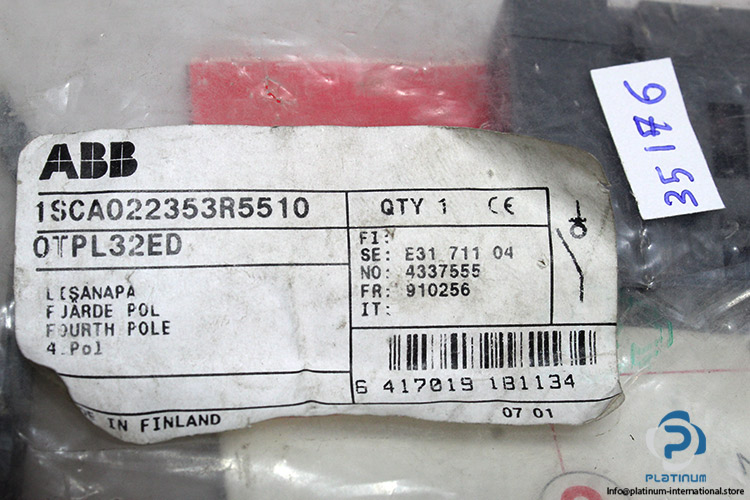 ABB
1SCA022353R5510
OTPL32ED
QTY 1 CE
FI:
SE: E31 711 04
NO: 4337555
FR: 910256
IT:
LISÄNAPA
FJÄRDE POL
FOURTH POLE
4.Pol
6 417019 181134
IN FINLAND
07 01
35176
PLATINUM
Info@platinum-international.store